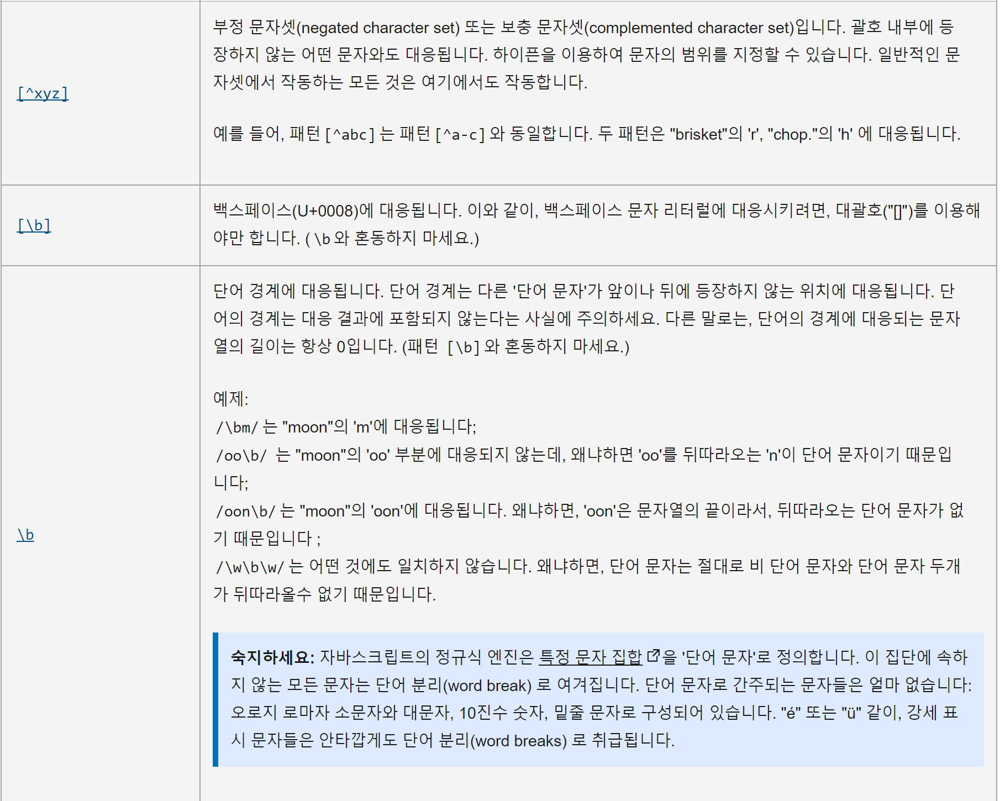 [^xyz]
부정 문자셋(negated character set) 또는 보충 문자셋(complemented character set)입니다. 괄호 내부에 등
장하지 않는 어떤 문자와도 대응됩니다. 하이픈을 이용하여 문자의 범위를 지정할 수 있습니다. 일반적인 문
자셋에서 작동하는 모든 것은 여기에서도 작동합니다.
예를 들어, 패턴 [^abc] 는 패턴 [^a-c] 와 동일합니다. 두 패턴은 "brisket"의 'r', "chop."의 'h' 에 대응됩니다.
[\b]
백스페이스(U+0008)에 대응됩니다. 이와 같이, 백스페이스 문자 리터럴에 대응시키려면, 대괄호("[]")를 이용해
야만 합니다. ( \b 와 혼동하지 마세요.)
\b
단어 경계에 대응됩니다. 단어 경계는 다른 '단어 문자'가 앞이나 뒤에 등장하지 않는 위치에 대응됩니다. 단
어의 경계는 대응 결과에 포함되지 않는다는 사실에 주의하세요. 다른 말로는, 단어의 경계에 대응되는 문자
열의 길이는 항상 0입니다. (패턴 [\b] 와 혼동하지 마세요.)
예제:
/\bm/ 는 "moon"의 'm'에 대응됩니다;
/oo\b/ 는 "moon"의 'oo' 부분에 대응되지 않는데, 왜냐하면 'oo'를 뒤따라오는 'n'이 단어 문자이기 때문입
니다;
/oon\b/ 는 "moon"의 'oon'에 대응됩니다. 왜냐하면, 'oon'은 문자열의 끝이라서, 뒤따라오는 단어 문자가 없
기 때문입니다 ;
/\w\b\w/ 는 어떤 것에도 일치하지 않습니다. 왜냐하면, 단어 문자는 절대로 비 단어 문자와 단어 문자 두개
가 뒤따라올수 없기 때문입니다.
숙지하세요: 자바스크립트의 정규식 엔진은 특정 문자 집합 을 '단어 문자'로 정의합니다. 이 집단에 속하
지 않는 모든 문자는 단어 분리(word break) 로 여겨집니다. 단어 문자로 간주되는 문자들은 얼마 없습니다:
오로지 로마자 소문자와 대문자, 10진수 숫자, 밑줄 문자로 구성되어 있습니다. "é" 또는 "ü" 같이, 강세 표
시 문자들은 안타깝게도 단어 분리(word breaks) 로 취급됩니다.